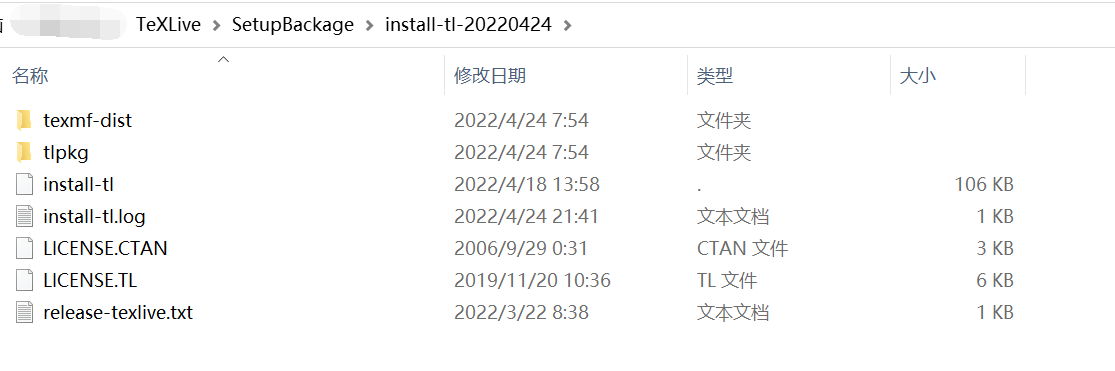 TeXLive > SetupBackage > install-tl-20220424 >
名称 修改日期 类型 大小
texmf-dist 2022/4/24 7:54 文件夹
tlpkg 2022/4/24 7:54 文件夹
install-tl 2022/4/18 13:58 . 106 KB
install-tl.log 2022/4/24 21:41 文本文档 1 KB
LICENSE.CTAN 2006/9/29 0:31 CTAN 文件 3 KB
LICENSE.TL 2019/11/20 10:36 TL 文件 6 KB
release-texlive.txt 2022/3/22 8:38 文本文档 1 KB